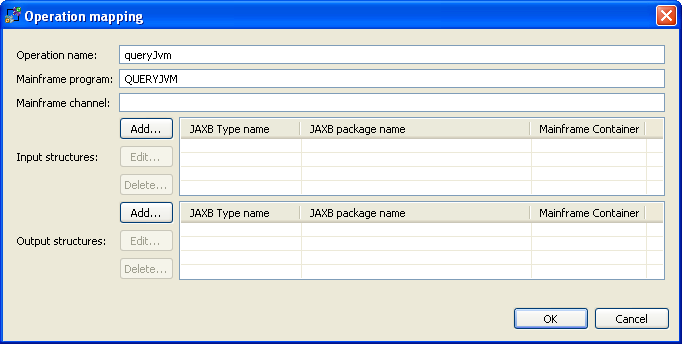 Operation mapping
Operation name: queryJvm
Mainframe program: QUERYJVM
Mainframe channel:
Add... JAXB Type name JAXB package name Mainframe Container
Input structures: Edit...
Delete...
Add... JAXB Type name JAXB package name Mainframe Container
Output structures: Edit...
Delete...
OK Cancel